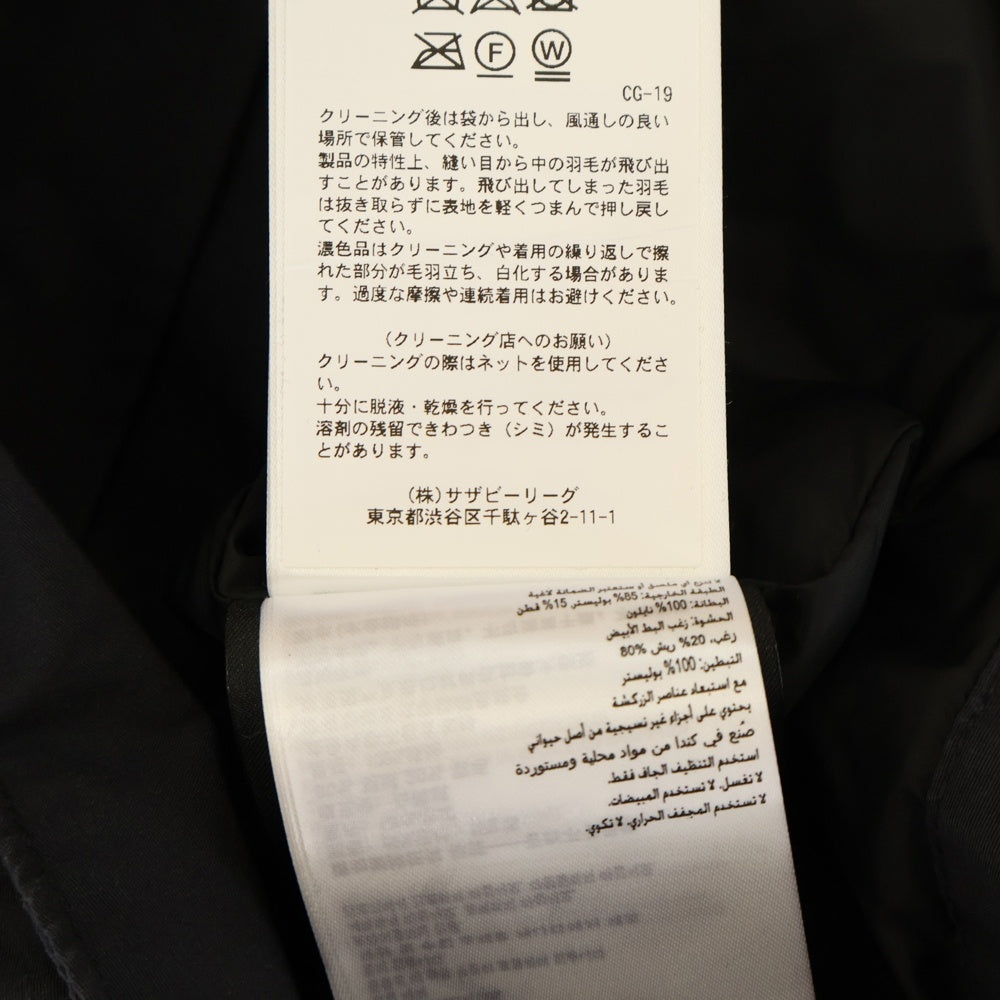 F W
CG-19
クリーニング後は袋から出し、風通しの良い
場所で保管してください。
製品の特性上、縫い目から中の羽毛が飛び出
すことがあります。飛び出してしまった羽毛
は抜き取らずに表地を軽くつまんで押し戻し
てください。
濃色品はクリーニングや着用の繰り返しで擦
れた部分が毛羽立ち、白化する場合がありま
す。過度な摩擦や連続着用はお避けください。
(クリーニング店へのお願い)
クリーニングの際はネットを使用してくださ
い。
十分に脱液・乾燥を行ってください。
溶剤の残留できわつき（シミ）が発生するこ
とがあります。
(株)サザビーリーグ
東京都渋谷区千駄ヶ谷2-11-1
لا تنزع أي ملصق أو ستعتبر الضمانة لاغية
الطبقة الخارجية: 85% بوليستر 15% قطن
البطانة: 100% نايلون
الحشوة: زغب البط الأبيض
80% زغب، 20% ريش
التبطين: 100% بوليستر
مع استبعاد عناصر الزركشة
يحتوي على أجزاء غير نسيجية من أصل حيواني
صُنع في كندا من مواد محلية ومستوردة
استخدم التنظيف الجاف فقط.
لا تغسل. لا تستخدم المبيضات.
لا تستخدم المجفف الحراري. لا تكوي.